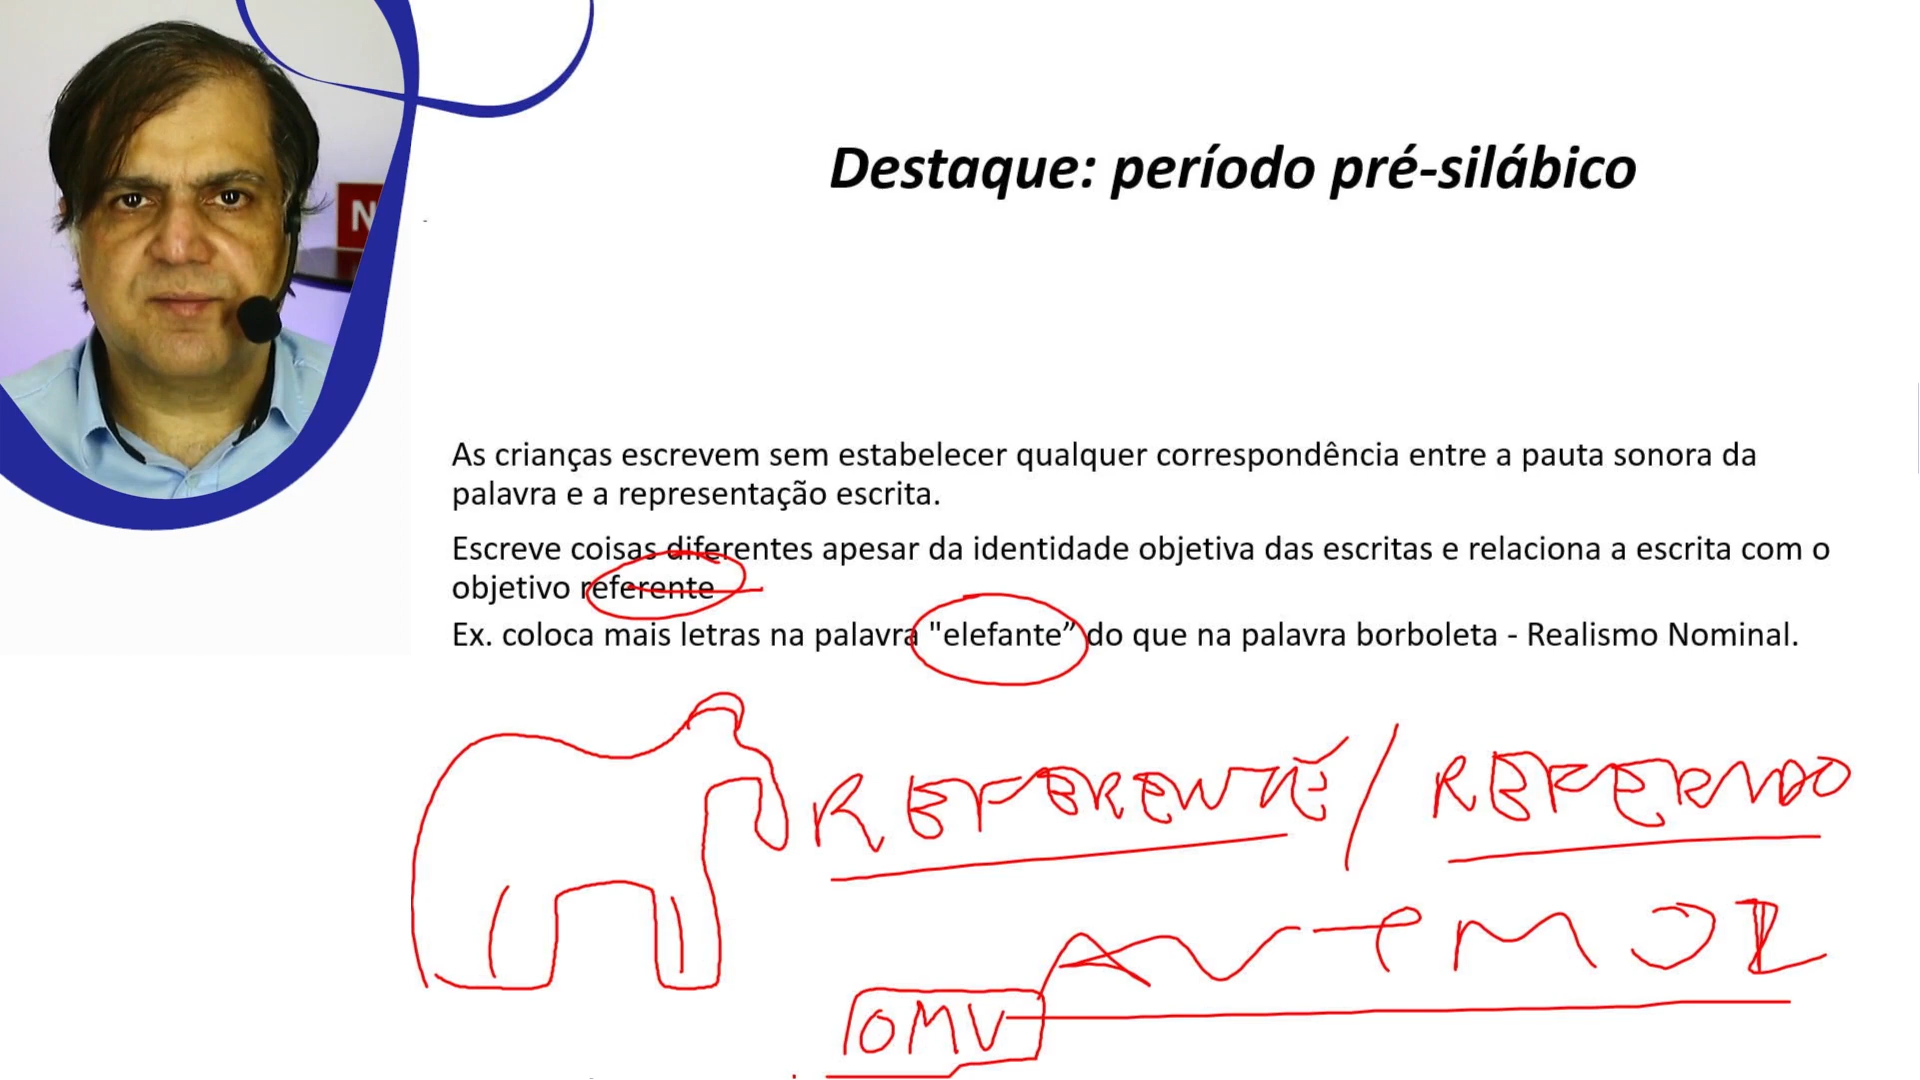 Destaque: período pré-silábico
N
As crianças escrevem sem estabelecer qualquer correspondência entre a pauta sonora da
palavra e a representação escrita.
Escreve coisas diferentes apesar da identidade objetiva das escritas e relaciona a escrita com o
objetivo referente
Ex. coloca mais letras na palavra "elefante” do que na palavra borboleta - Realismo Nominal.
REFERENTE / REFERNDO
OMV